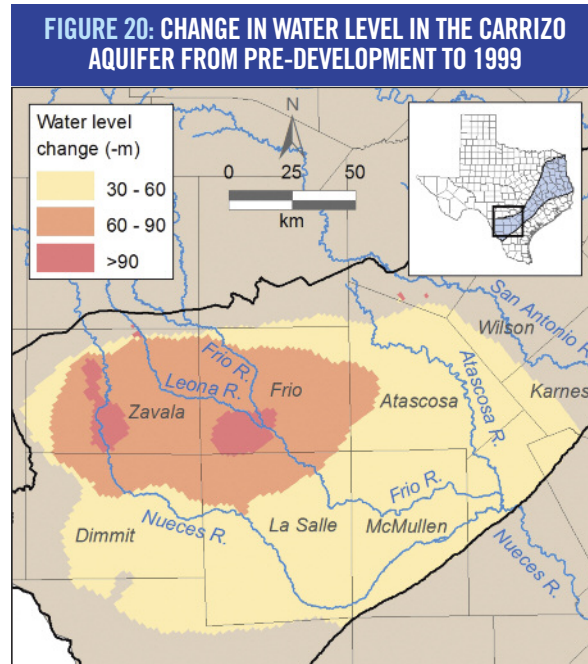 FIGURE 20: CHANGE IN WATER LEVEL IN THE CARRIZO
AQUIFER FROM PRE-DEVELOPMENT TO 1999
Water level
change (-m)
30 - 60
60 - 90
>90
N
0 25 50
km
San Antonio R.
Wilson
Karnes
Frio R.
Leona R.
Frio
Zavala
Atascosa
Atascosa R.
Frio R.
Nueces R.
Dimmit
La Salle
McMullen
Nueces R.